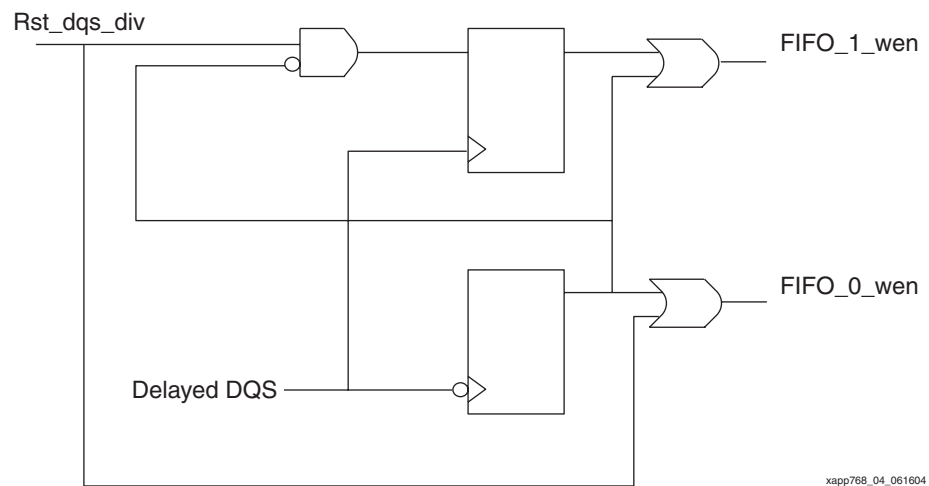 Rst_dqs_div
FIFO_1_wen
FIFO_0_wen
Delayed DQS
xapp768_04_061604